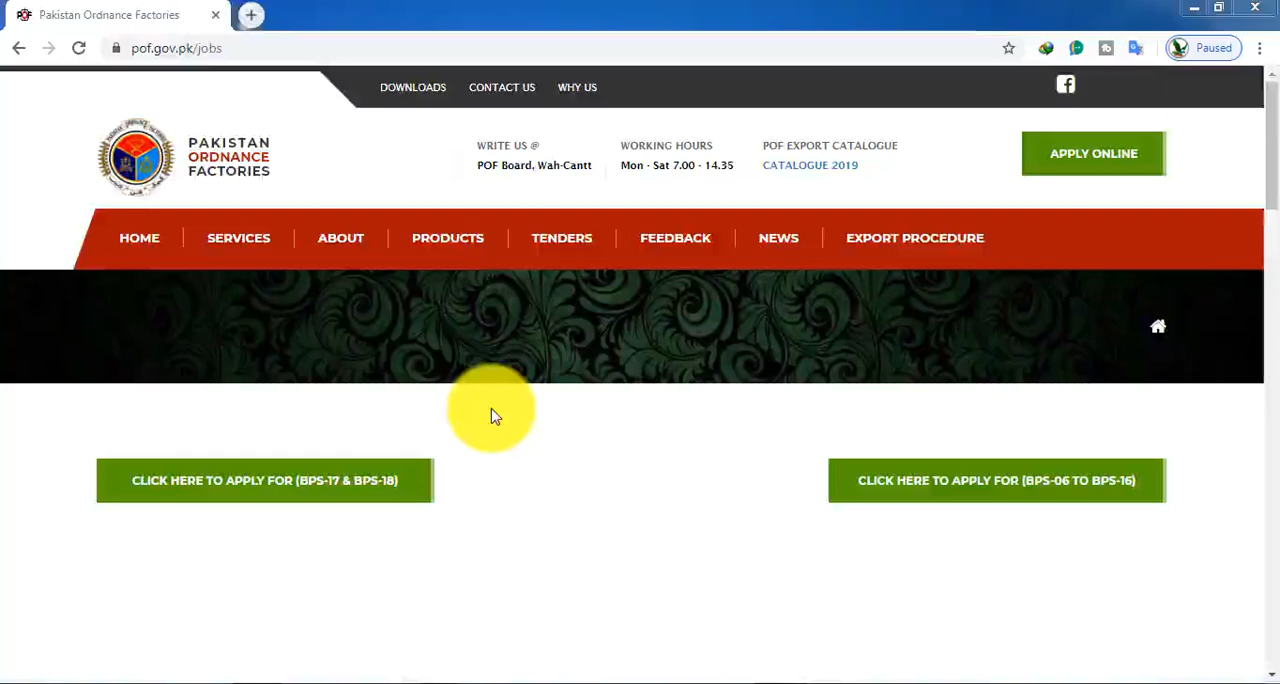 Pakistan Ordnance Factories
pof.gov.pk/jobs
Paused
DOWNLOADS CONTACT US WHY US
PAKISTAN
ORDNANCE
FACTORIES
WRITE US @
POF Board, Wah-Cantt
WORKING HOURS
Mon - Sat 7.00 - 14.35
POF EXPORT CATALOGUE
CATALOGUE 2019
APPLY ONLINE
HOME SERVICES ABOUT PRODUCTS TENDERS FEEDBACK NEWS EXPORT PROCEDURE
CLICK HERE TO APPLY FOR (BPS-17 & BPS-18)
CLICK HERE TO APPLY FOR (BPS-06 TO BPS-16)